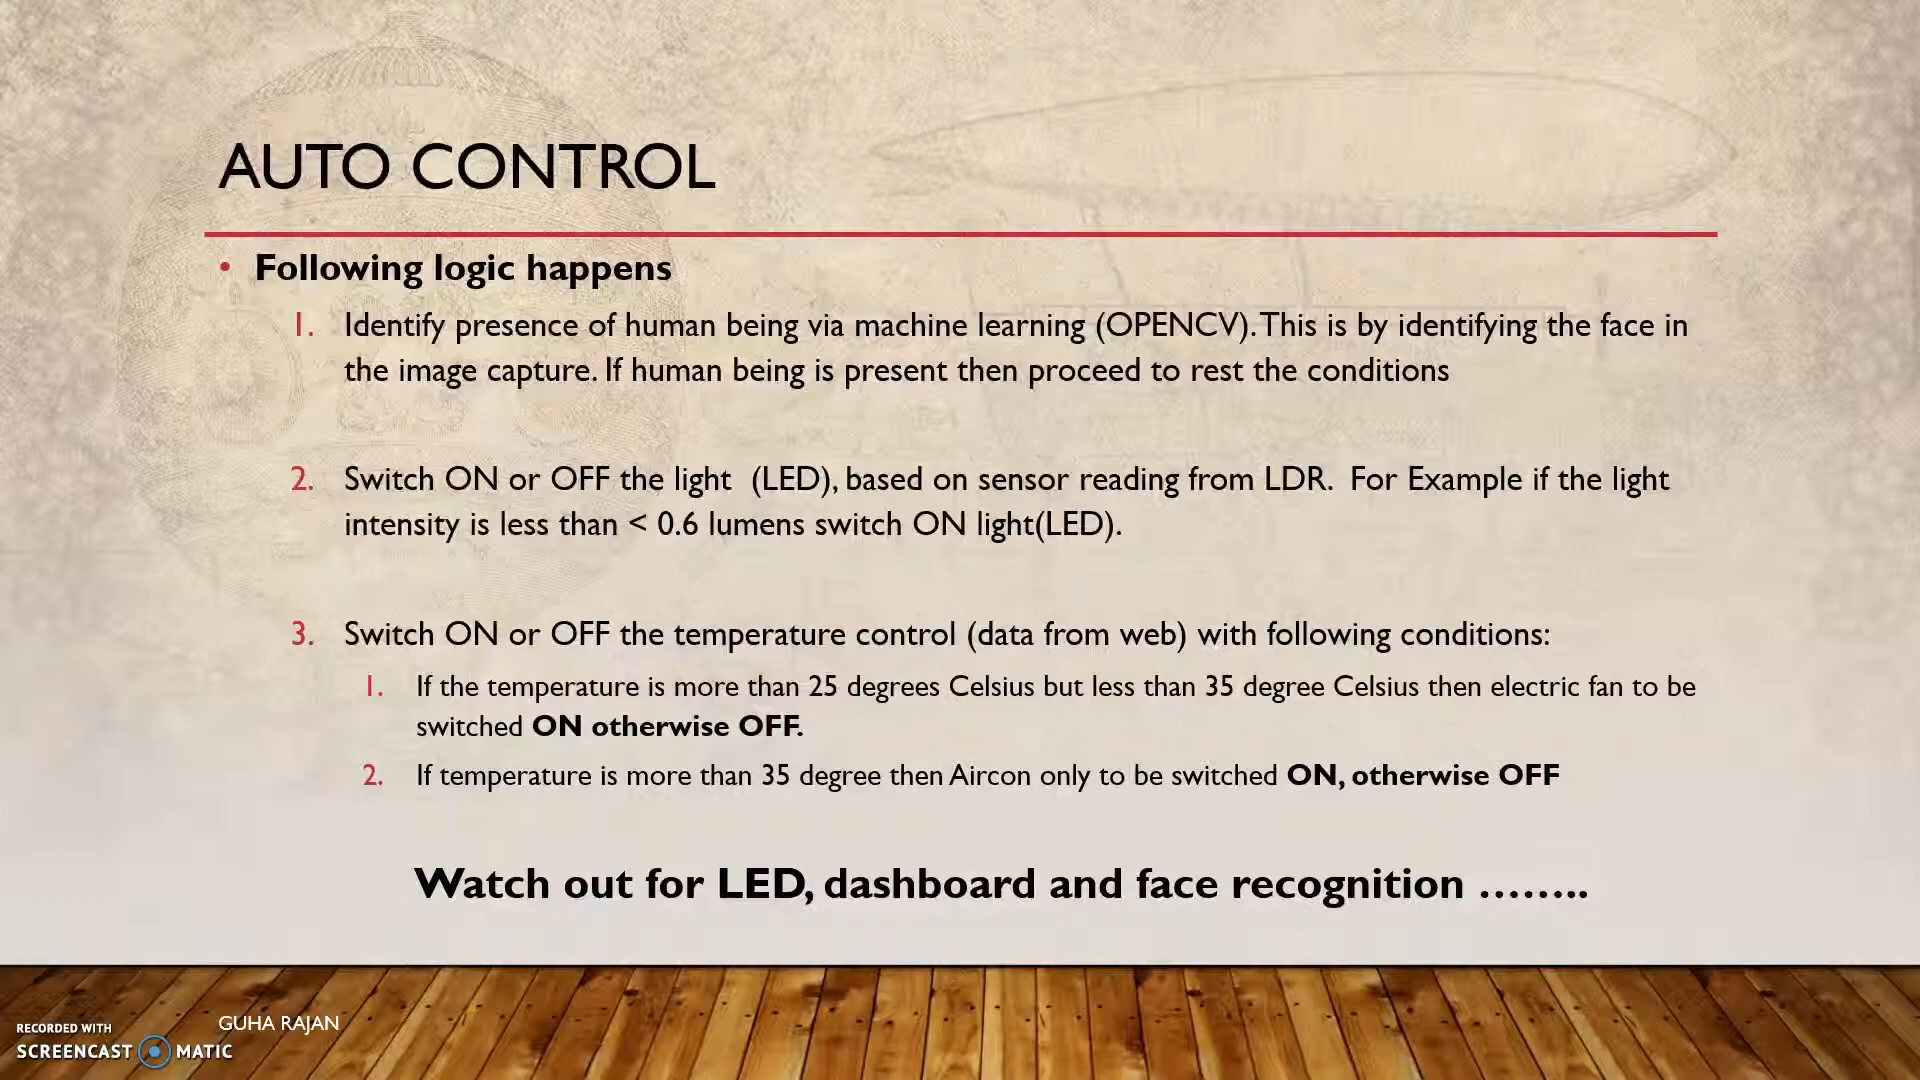 AUTO CONTROL
• Following logic happens
1. Identify presence of human being via machine learning (OPENCV). This is by identifying the face in
the image capture. If human being is present then proceed to rest the conditions
2. Switch ON or OFF the light (LED), based on sensor reading from LDR. For Example if the light
intensity is less than < 0.6 lumens switch ON light(LED).
3. Switch ON or OFF the temperature control (data from web) with following conditions:
1. If the temperature is more than 25 degrees Celsius but less than 35 degree Celsius then electric fan to be
switched ON otherwise OFF.
2. If temperature is more than 35 degree then Aircon only to be switched ON, otherwise OFF
Watch out for LED, dashboard and face recognition ........
GUHA RAJAN
RECORDED WITH
SCREENCAST MATIC